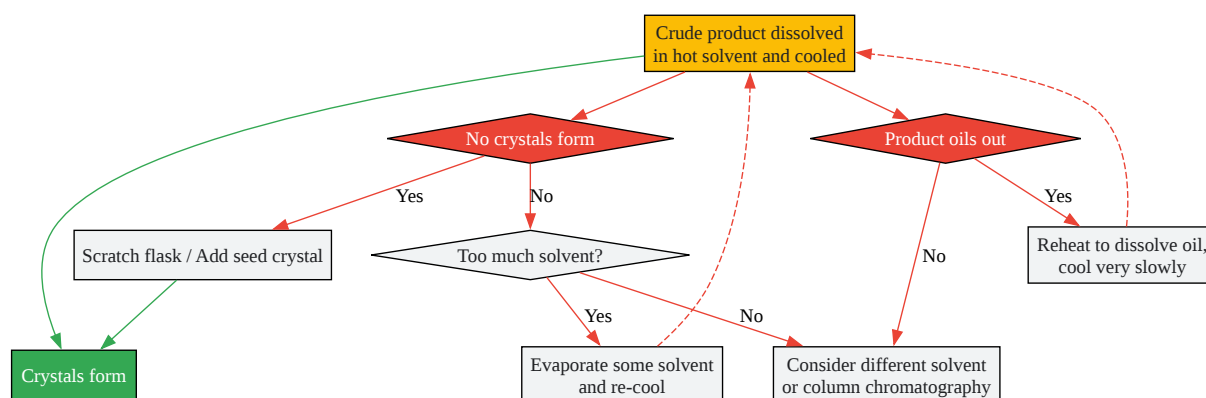 Crude product dissolved
in hot solvent and cooled
No crystals form
Product oils out
Yes
No
Yes
Scratch flask / Add seed crystal
Too much solvent?
Reheat to dissolve oil,
cool very slowly
No
Yes
No
Crystals form
Evaporate some solvent
and re-cool
Consider different solvent
or column chromatography